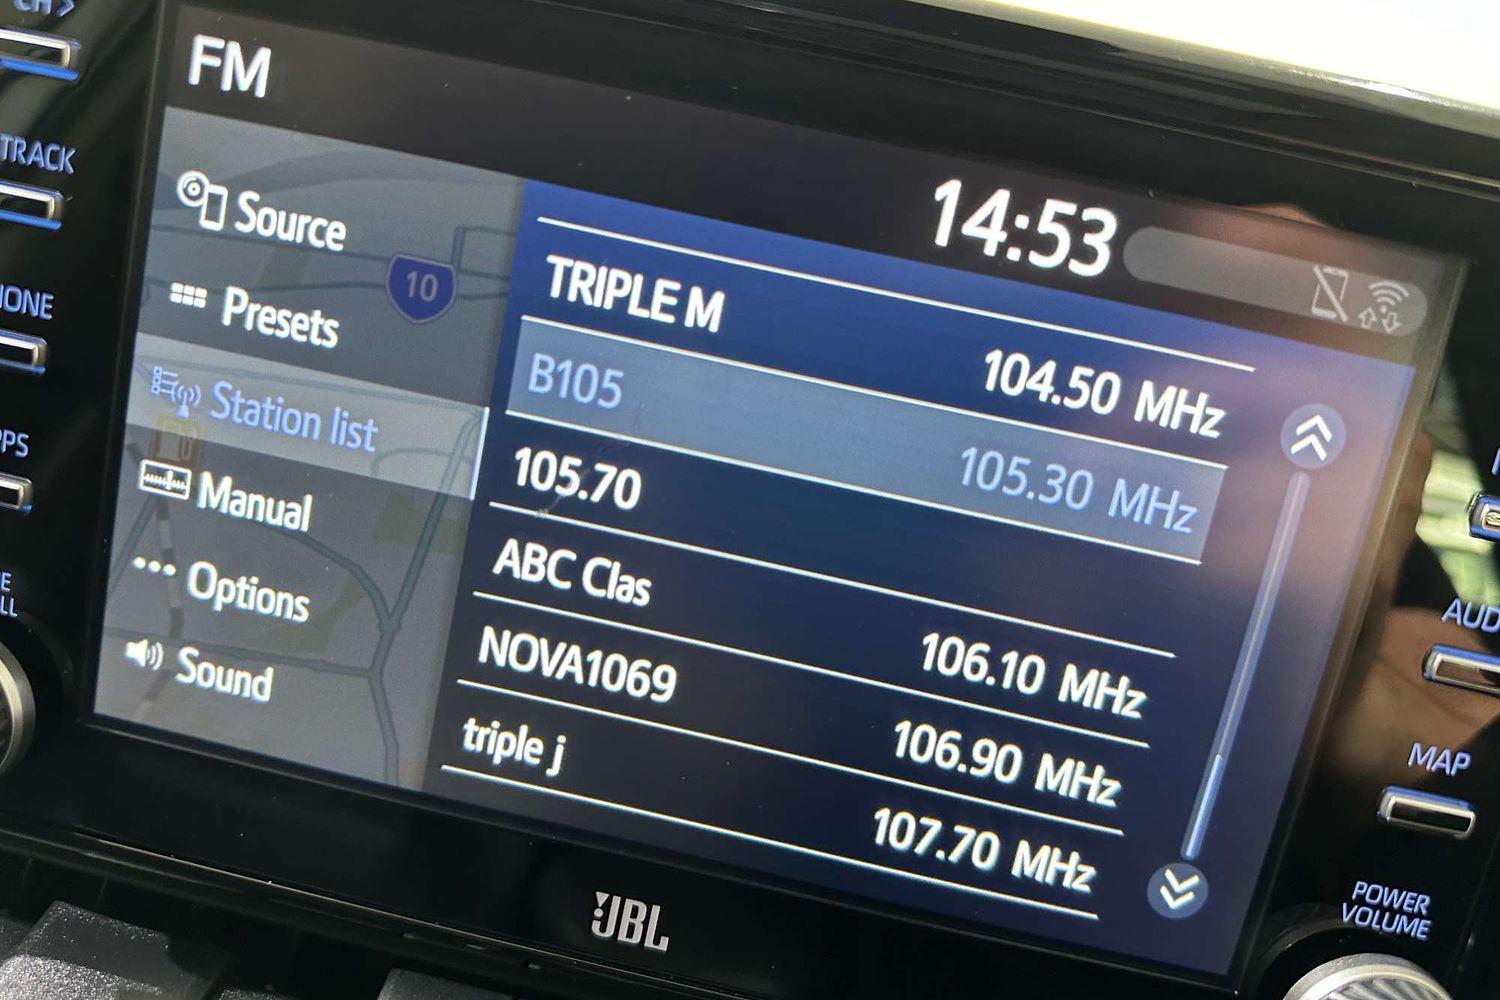 CH >
FM
TRACK
14:53
Source
10
Presets
Station list
Manual
Options
Sound
TRIPLE M
104.50 MHz
B105
105.30 MHz
105.70
ABC Clas
106.10 MHz
NOVA1069
106.90 MHz
triple j
107.70 MHz
MAP
POWER
VOLUME
JBL